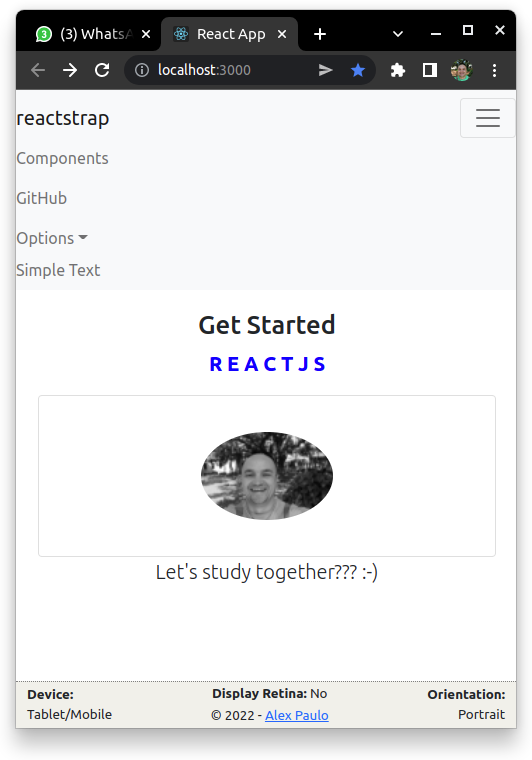 3
(3) WhatsA
React App
localhost:3000
reactstrap
Components
GitHub
Options
Simple Text
Get Started
REACTJS
Let's study together??? :-)
Device: Display Retina: No Orientation:
Tablet/Mobile © 2022 - Alex Paulo Portrait